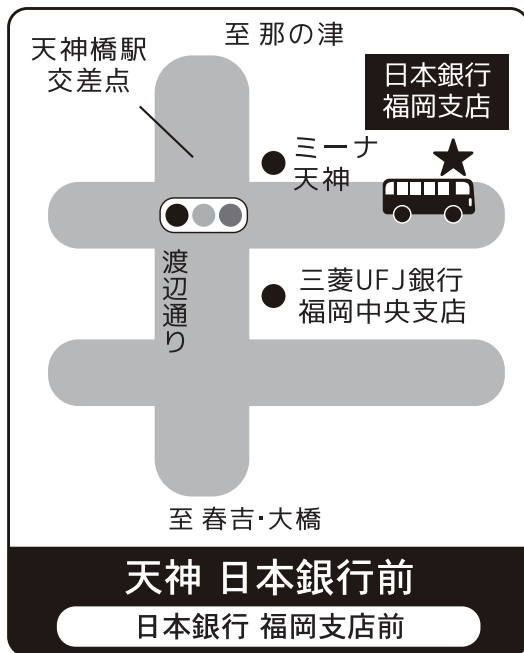 至 那の津
天神橋駅
交差点
日本銀行
福岡支店
ミーナ
天神
渡辺通り
三菱UFJ銀行
福岡中央支店
至 春吉・大橋
天神 日本銀行前
日本銀行 福岡支店前